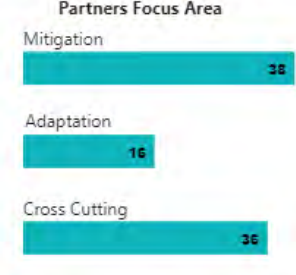 Partners Focus Area
Mitigation
38
Adaptation
16
Cross Cutting
36